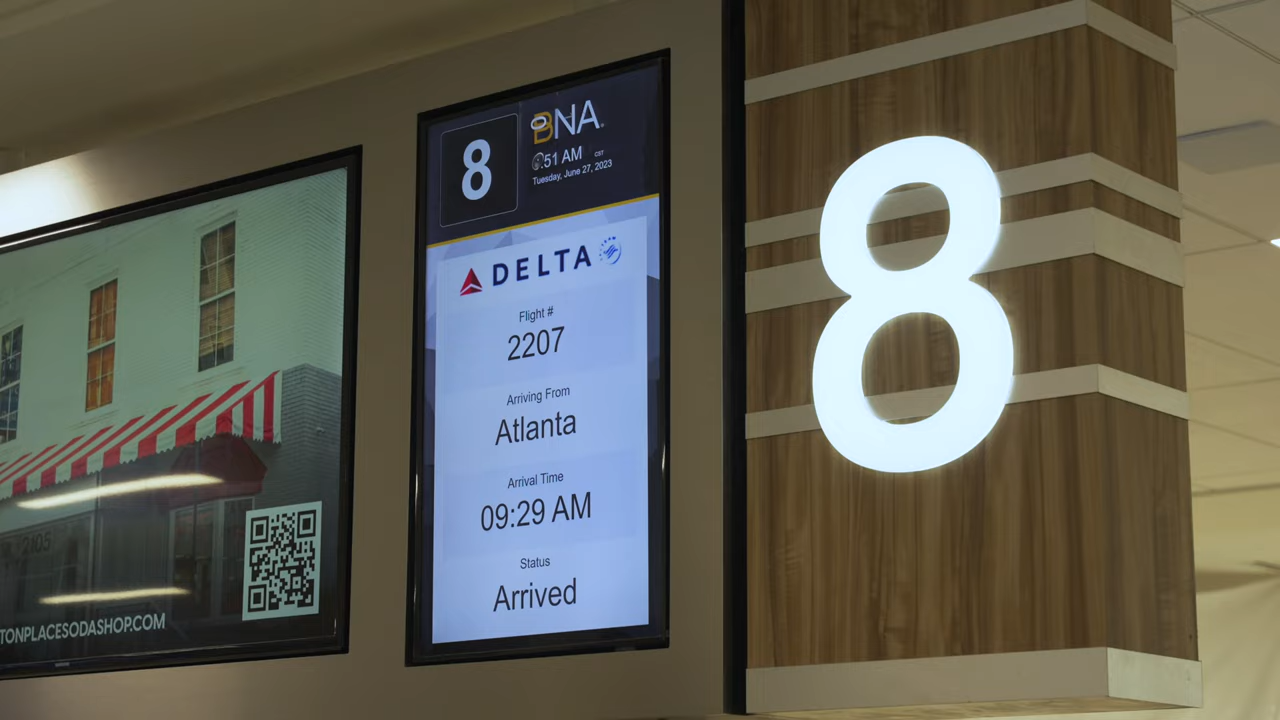 2105
TONPLACESODASHOP.COM
8
BNA
:51 AM CST
Tuesday, June 27, 2023
DELTA
Flight #
2207
Arriving From
Atlanta
Arrival Time
09:29 AM
Status
Arrived
8